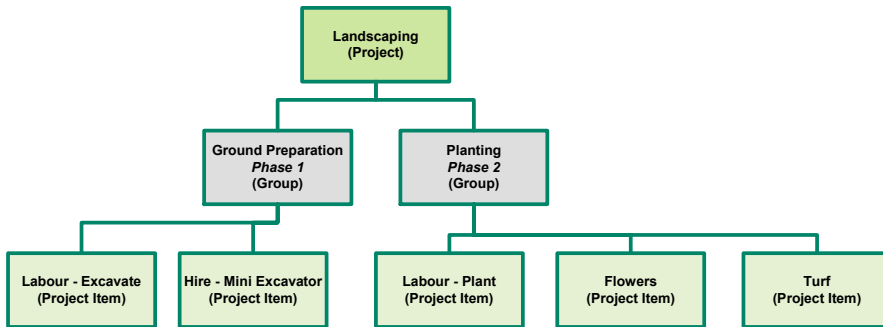 Landscaping
(Project)
Ground Preparation
Phase 1
(Group)
Planting
Phase 2
(Group)
Labour - Excavate
(Project Item)
Hire - Mini Excavator
(Project Item)
Labour - Plant
(Project Item)
Flowers
(Project Item)
Turf
(Project Item)